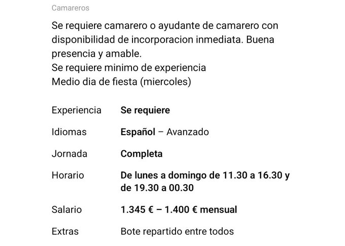 Camareros
Se requiere camarero o ayudante de camarero con
disponibilidad de incorporacion inmediata. Buena
presencia y amable.
Se requiere minimo de experiencia
Medio dia de fiesta (miercoles)
Experiencia Se requiere
Idiomas Español – Avanzado
Jornada Completa
Horario De lunes a domingo de 11.30 a 16.30 y
de 19.30 a 00.30
Salario 1.345 € – 1.400 € mensual
Extras Bote repartido entre todos